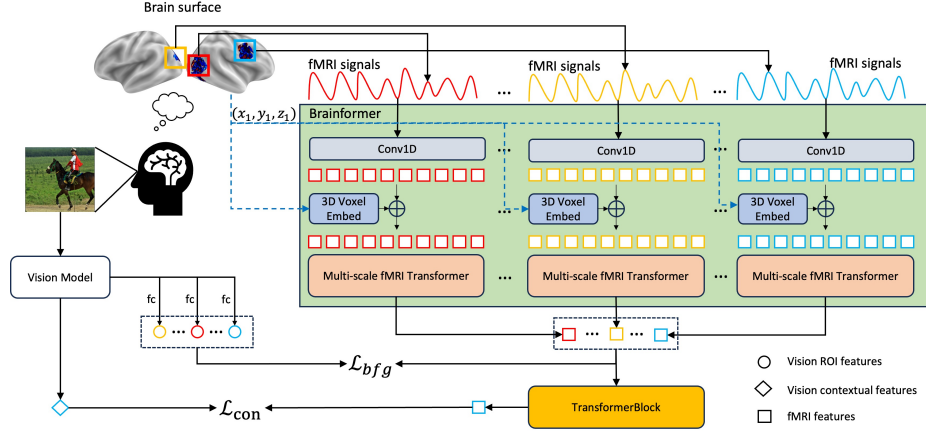 Brain surface
fMRI signals
...
fMRI signals
...
fMRI signals
(x₁, y₁, z₁)
Brainformer
Conv1D
...
Conv1D
...
Conv1D
3D Voxel
Embed
...
3D Voxel
Embed
...
3D Voxel
Embed
Multi-scale fMRI Transformer
...
Multi-scale fMRI Transformer
...
Multi-scale fMRI Transformer
Vision Model
fc
fc
fc
...
...
...
...
ℒbfg
ℒcon
TransformerBlock
Vision ROI features
Vision contextual features
fMRI features